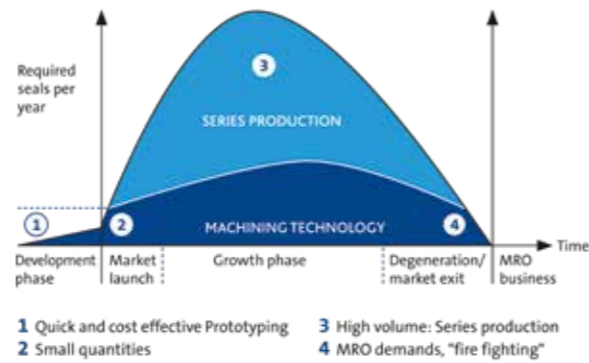 Required
seals per
year
3
SERIES PRODUCTION
1
2
MACHINING TECHNOLOGY
4
Time
Development
phase
Market
launch
Growth phase
Degeneration/
market exit
MRO
business
1 Quick and cost effective Prototyping
2 Small quantities
3 High volume: Series production
4 MRO demands, "fire fighting"